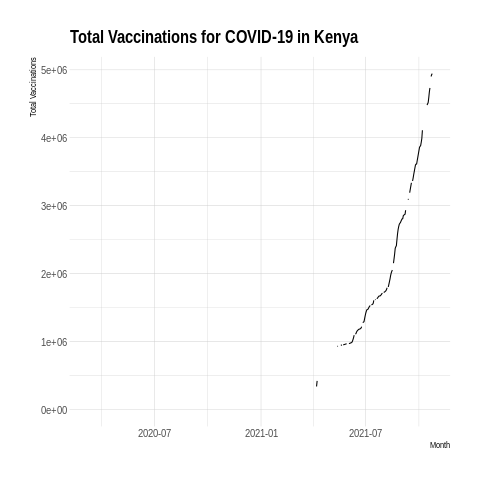 Total Vaccinations for COVID-19 in Kenya
Total Vaccinations
5e+06
4e+06
3e+06
2e+06
1e+06
0e+00
2020-07 2021-01 2021-07
Month